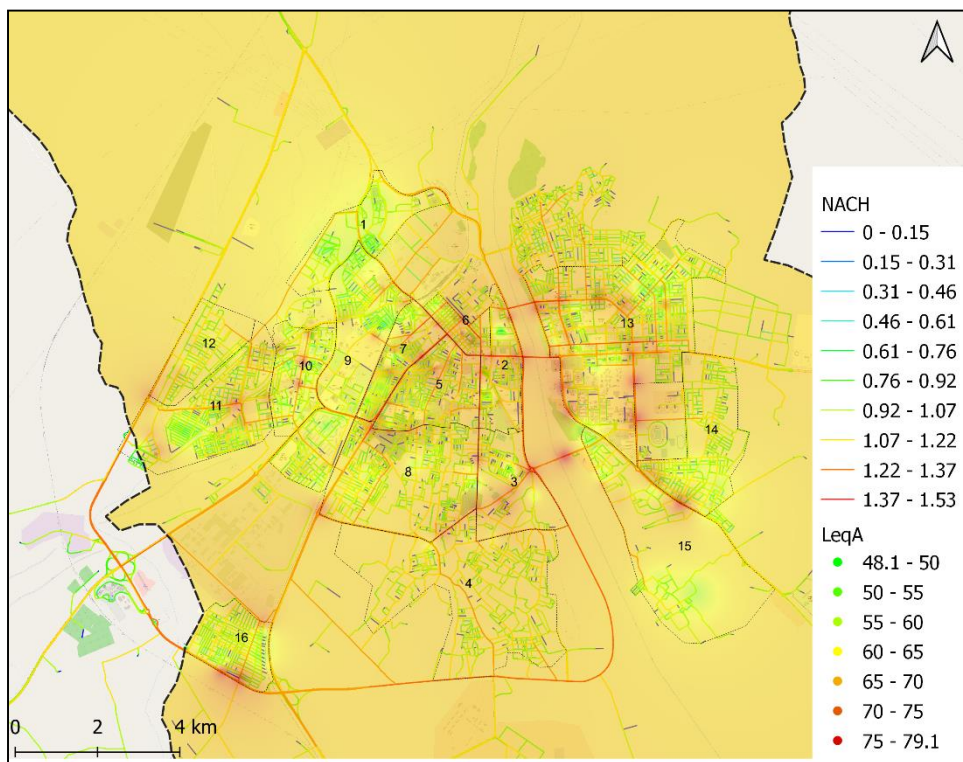 1
12
6
13
7
9
2
10
5
11
14
8
3
15
4
16
0 2 4 km
NACH
0 - 0.15
0.15 - 0.31
0.31 - 0.46
0.46 - 0.61
0.61 - 0.76
0.76 - 0.92
0.92 - 1.07
1.07 - 1.22
1.22 - 1.37
1.37 - 1.53
LeqA
48.1 - 50
50 - 55
55 - 60
60 - 65
65 - 70
70 - 75
75 - 79.1